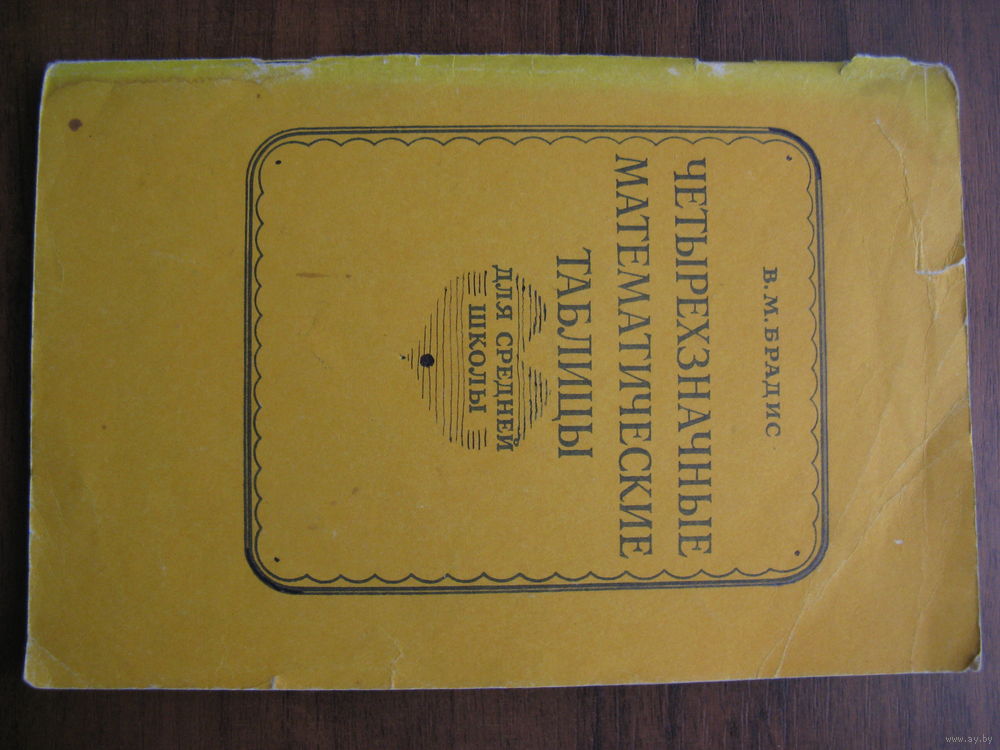 В. М. БРАДИС
ЧЕТЫРЕХЗНАЧНЫЕ
МАТЕМАТИЧЕСКИЕ
ТАБЛИЦЫ
ДЛЯ СРЕДНЕЙ
ШКОЛЫ
www.ay.by